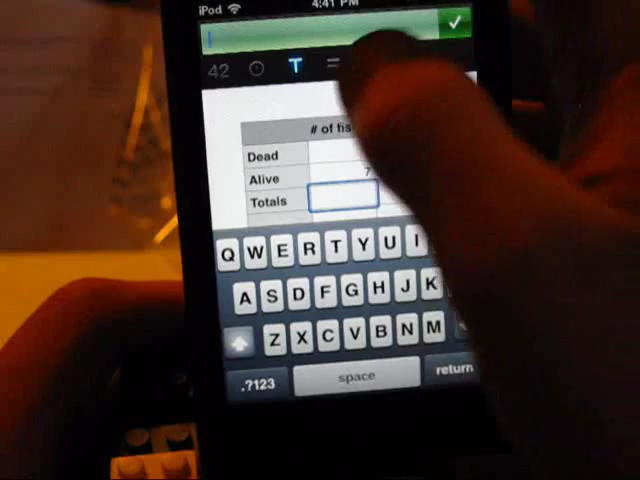 iPod 4:41 PM
42 T =
# of fis
Dead
Alive 7
Totals
Q W E R T Y U I
A S D F G H J K
Z X C V B N M
.?123 space return